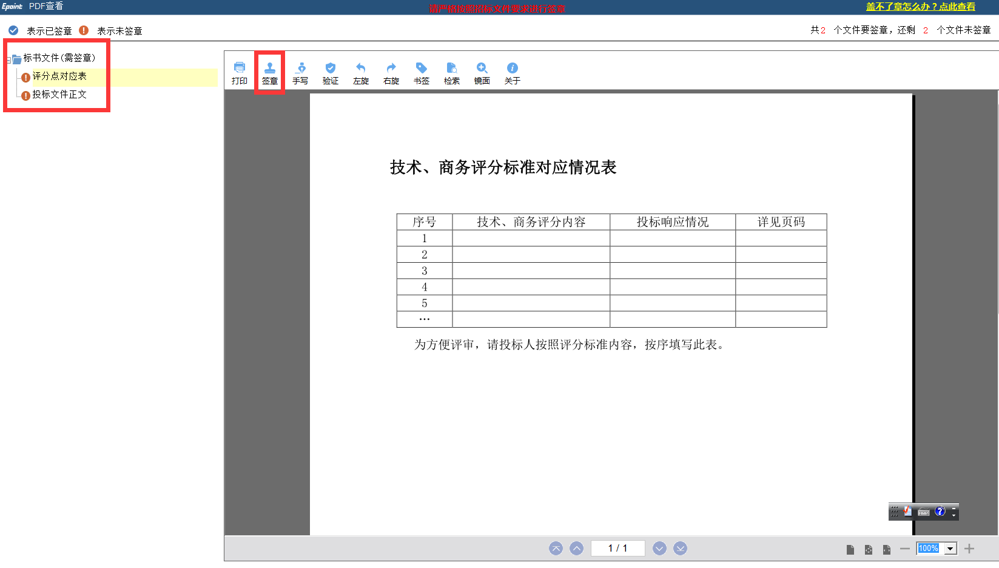 Epoint PDF查看
请严格按照招标文件要求进行签章
盖不了章怎么办？点此查看
表示已签章 表示未签章
共2 个文件要签章，还剩 2 个文件未签章
标书文件(需签章)
评分点对应表
投标文件正文
打印 签章 手写 验证 左旋 右旋 书签 检索 镜面 关于
技术、商务评分标准对应情况表
序号 技术、商务评分内容 投标响应情况 详见页码
1
2
3
4
5
…
为方便评审，请投标人按照评分标准内容，按序填写此表。
1 / 1
100%